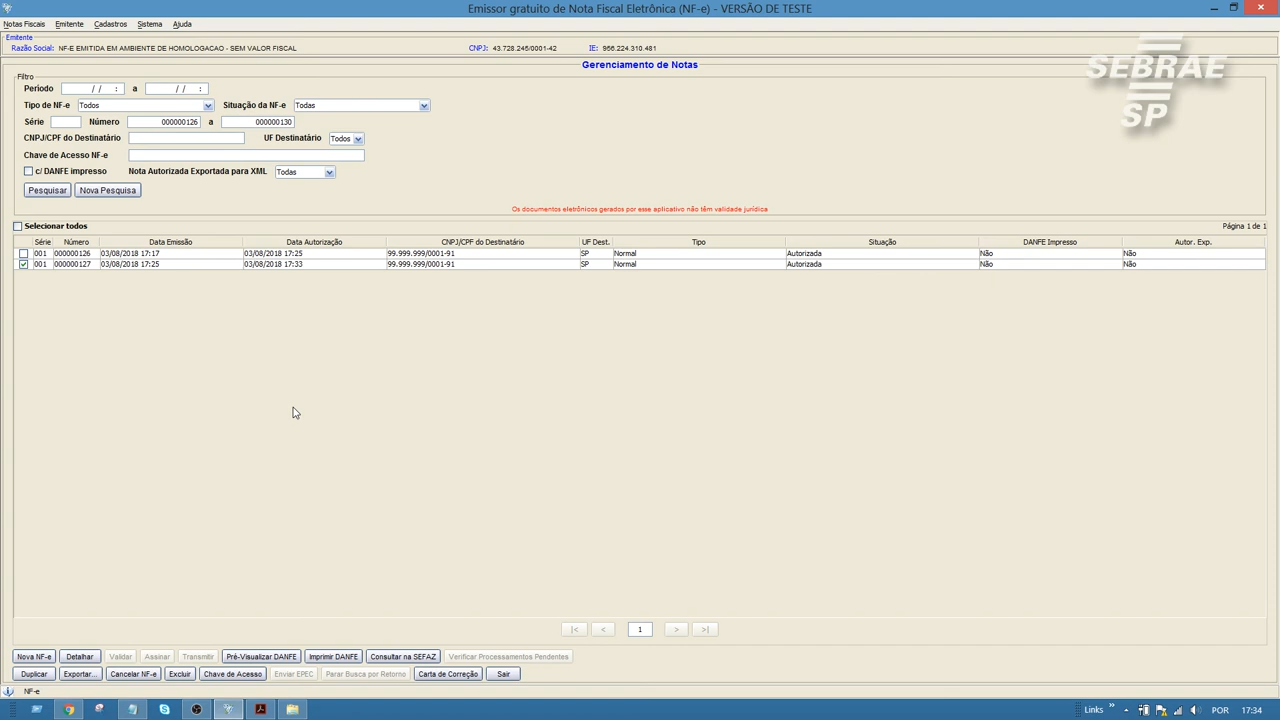 Emissor gratuito de Nota Fiscal Eletrônica (NF-e) - VERSÃO DE TESTE
Notas Fiscais Emitente Cadastros Sistema Ajuda
Emitente
Razão Social: NF-E EMITIDA EM AMBIENTE DE HOMOLOGACAO - SEM VALOR FISCAL CNPJ: 43.728.245/0001-42 IE: 956.224.310.481
Gerenciamento de Notas
SEBRAE
SP
Filtro
Periodo / / : a / / :
Tipo de NF-e Todos Situação da NF-e Todas
Série Número 000000126 a 000000130
CNPJ/CPF do Destinatário UF Destinatário Todos
Chave de Acesso NF-e
c/ DANFE impresso Nota Autorizada Exportada para XML Todas
Pesquisar Nova Pesquisa
Os documentos eletrônicos gerados por esse aplicativo não têm validade jurídica
Selecionar todos Página 1 de 1
Série Número Data Emissão Data Autorização CNPJ/CPF do Destinatário UF Dest. Tipo Situação DANFE Impresso Autor. Exp.
001 000000126 03/08/2018 17:17 03/08/2018 17:25 99.999.999/0001-91 SP Normal Autorizada Não Não
001 000000127 03/08/2018 17:25 03/08/2018 17:33 99.999.999/0001-91 SP Normal Autorizada Não Não
|< < 1 > >|
Nova NF-e Detalhar Validar Assinar Transmitir Pré-Visualizar DANFE Imprimir DANFE Consultar na SEFAZ Verificar Processamentos Pendentes
Duplicar Exportar... Cancelar NF-e Excluir Chave de Acesso Enviar EPEC Parar Busca por Retorno Carta de Correção Sair
NF-e
Links » POR 17:34